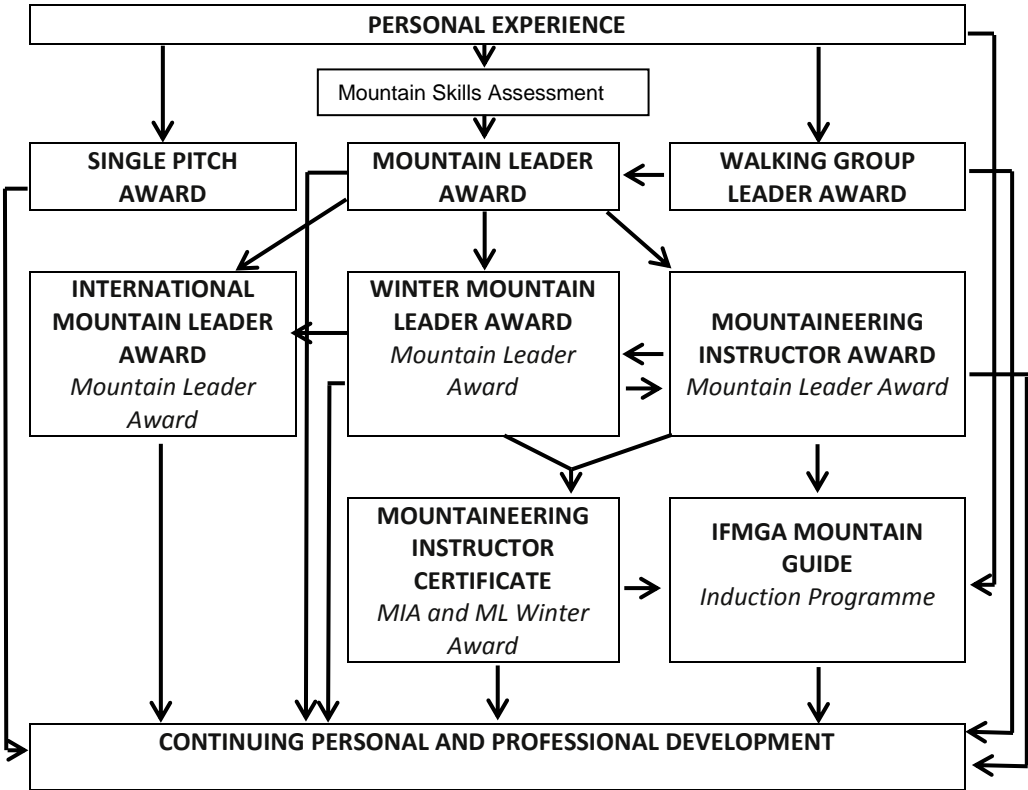 PERSONAL EXPERIENCE
Mountain Skills Assessment
SINGLE PITCH
AWARD
MOUNTAIN LEADER
AWARD
WALKING GROUP
LEADER AWARD
INTERNATIONAL
MOUNTAIN LEADER
AWARD
Mountain Leader
Award
WINTER MOUNTAIN
LEADER AWARD
Mountain Leader
Award
MOUNTAINEERING
INSTRUCTOR AWARD
Mountain Leader Award
MOUNTAINEERING
INSTRUCTOR
CERTIFICATE
MIA and ML Winter
Award
IFMGA MOUNTAIN
GUIDE
Induction Programme
CONTINUING PERSONAL AND PROFESSIONAL DEVELOPMENT